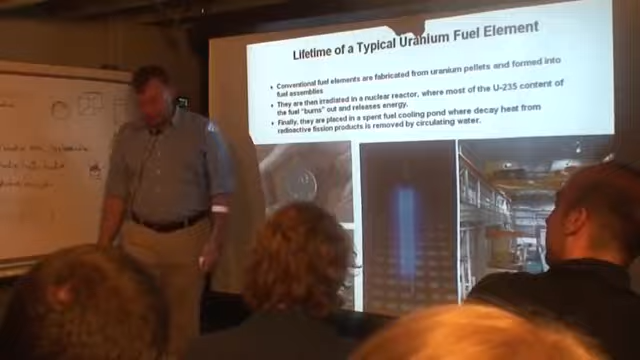 Lifetime of a Typical Uranium Fuel Element
• Conventional fuel elements are fabricated from uranium pellets and formed into
fuel assemblies
• They are then irradiated in a nuclear reactor, where most of the U-235 content of
the fuel "burns" out and releases energy.
• Finally, they are placed in a spent fuel cooling pond where decay heat from
radioactive fission products is removed by circulating water.